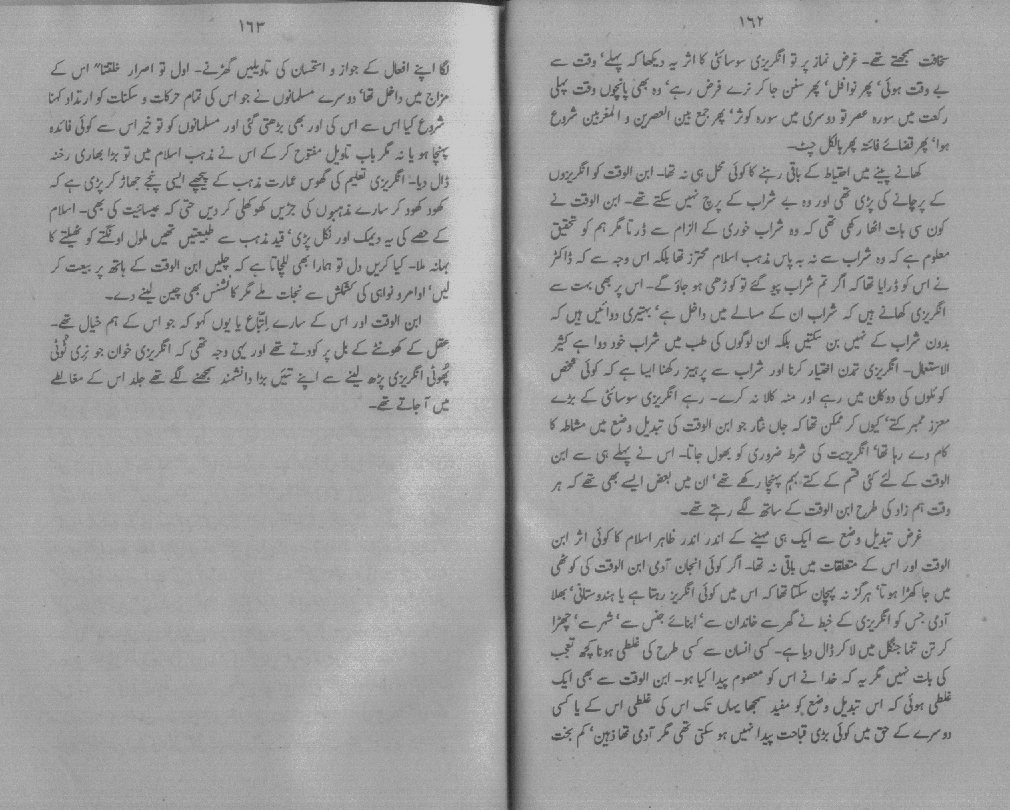 ۱۶۲
سخافت سمجھتے تھے۔ غرض نماز پر تو انگریزی سوسائٹی کا اثر یہ دیکھا کہ پہلے‘ وقت سے
بے وقت ہوئی‘ پھر نوافل‘ پھر سنن جا کر نرے فرض رہے‘ وہ بھی پانچوں وقت پہلی
رکعت میں سورہ عصر تو دوسری میں سورہ کوثر‘ پھر جمع بین العصرین و المغربین شروع
ہوا‘ پھر قضائے فائتہ پھر بالکل چٹ۔
کھانے پینے میں احتیاط کے باقی رہنے کا کوئی محل ہی نہ تھا۔ ابن الوقت کو انگریزوں
کے پرچانے کی پڑی تھی اور وہ بے شراب کے پرچ نہیں سکتے تھے۔ ابن الوقت نے
کون سی بات اٹھا رکھی تھی کہ وہ شراب خوری کے الزام سے ڈرتا مگر ہم کو تحقیق
معلوم ہے کہ وہ شراب سے نہ بہ پاس مذہب اسلام محترز تھا بلکہ اس وجہ سے کہ ڈاکٹر
نے اس کو ڈرایا تھا کہ اگر تم شراب پیو گے تو کوڑھی ہو جاؤ گے۔ اس پر بھی بہت سے
انگریزی کھانے ہیں کہ شراب ان کے مسالے میں داخل ہے‘ بہتیری دوائیں ہیں کہ
بدون شراب کے نہیں بن سکتیں بلکہ ان لوگوں کی طب میں شراب خود دوا ہے کثیر
الاستعمال۔ انگریزی تمدن اختیار کرنا اور شراب سے پرہیز رکھنا ایسا ہے کہ کوئی شخص
کوئلوں کی دوکان میں رہے اور منہ کالا نہ کرے۔ رہے انگریزی سوسائٹی کے بڑے
معزز ممبر کتے‘ کیوں کر ممکن تھا کہ جاں نثار جو ابن الوقت کی تبدیل وضع میں مشاطہ کا
کام دے رہا تھا‘ انگریزیت کی شرط ضروری کو بھول جاتا۔ اس نے پہلے ہی سے ابن
الوقت کے لئے کئی قسم کے کتے بہم پہنچا رکھے تھے‘ ان میں بعض ایسے بھی تھے کہ ہر
وقت ہم زاد کی طرح ابن الوقت کے ساتھ لگے رہتے تھے۔
غرض تبدیل وضع سے ایک ہی مہینے کے اندر اندر ظاہر اسلام کا کوئی اثر ابن
الوقت اور اس کے متعلقات میں باقی نہ تھا۔ اگر کوئی انجان آدمی ابن الوقت کی کوٹھی
میں جا کھڑا ہوتا‘ ہرگز نہ پہچان سکتا تھا کہ اس میں کوئی انگریز رہتا ہے یا ہندوستانی‘ بھلا
آدمی جس کو انگریزی کے خبط نے گھر سے خاندان سے‘ ابنائے جنس سے‘ شہر سے‘ چھڑا
کر تن تنہا جنگل میں لا کر ڈال دیا ہے۔ کسی انسان سے کسی طرح کی غلطی ہونا کچھ تعجب
کی بات نہیں مگر یہ کہ خدا نے اس کو معصوم پیدا کیا ہو۔ ابن الوقت سے بھی ایک
غلطی ہوئی کہ اس تبدیل وضع کو مفید سمجھا یہاں تک اس کی غلطی اس کے یا کسی
دوسرے کے حق میں کوئی بڑی قباحت پیدا نہیں ہو سکتی تھی مگر آدمی تھا ذہین‘ کم بخت
۱۶۳
لگا اپنے افعال کے جواز و استحسان کی تاویلیں گھڑنے۔ اول تو اصرار خلقتاً اس کے
مزاج میں داخل تھا‘ دوسرے مسلمانوں نے جو اس کی تمام حرکات و سکنات کو ارتداد کہنا
شروع کیا اس سے اس کی اور بھی بڑھتی گئی اور مسلمانوں کو تو خیر اس سے کوئی فائدہ
پہنچا ہو یا نہ مگر باب تاویل مفتوح کر کے اس نے مذہب اسلام میں تو بڑا بھاری رخنہ
ڈال دیا۔ انگریزی تعلیم کی گھوس عمارت مذہب کے پیچھے ایسی پنجے جھاڑ کر پڑی ہے کہ
کھود کھود کر سارے مذہبوں کی جڑیں کھوکھلی کر دیں حتی کہ عیسائیت کی بھی۔ اسلام
کے حصے کی یہ دیمک اور نکل پڑی‘ قید مذہب سے طبیعتیں تھیں ملول اونگھتے کو ٹھیلتے کا
بہانہ ملا۔ کیا کریں دل تو ہمارا بھی للچاتا ہے کہ چلیں ابن الوقت کے ہاتھ پر بیعت کر
لیں‘ اوامر و نواہی کی کشمکش سے نجات ملے مگر کانشنس بھی چین لینے دے۔
ابن الوقت اور اس کے سارے اتباع یا یوں کہو کہ جو اس کے ہم خیال تھے۔
عقل کے کھونٹے کے بل پر کودتے تھے اور یہی وجہ تھی کہ انگریزی خوان جو نری ٹوٹی
پھوٹی انگریزی پڑھ لینے سے اپنے تئیں بڑا دانشمند سمجھنے لگے تھے جلد اس کے مغالطے
میں آ جاتے تھے۔